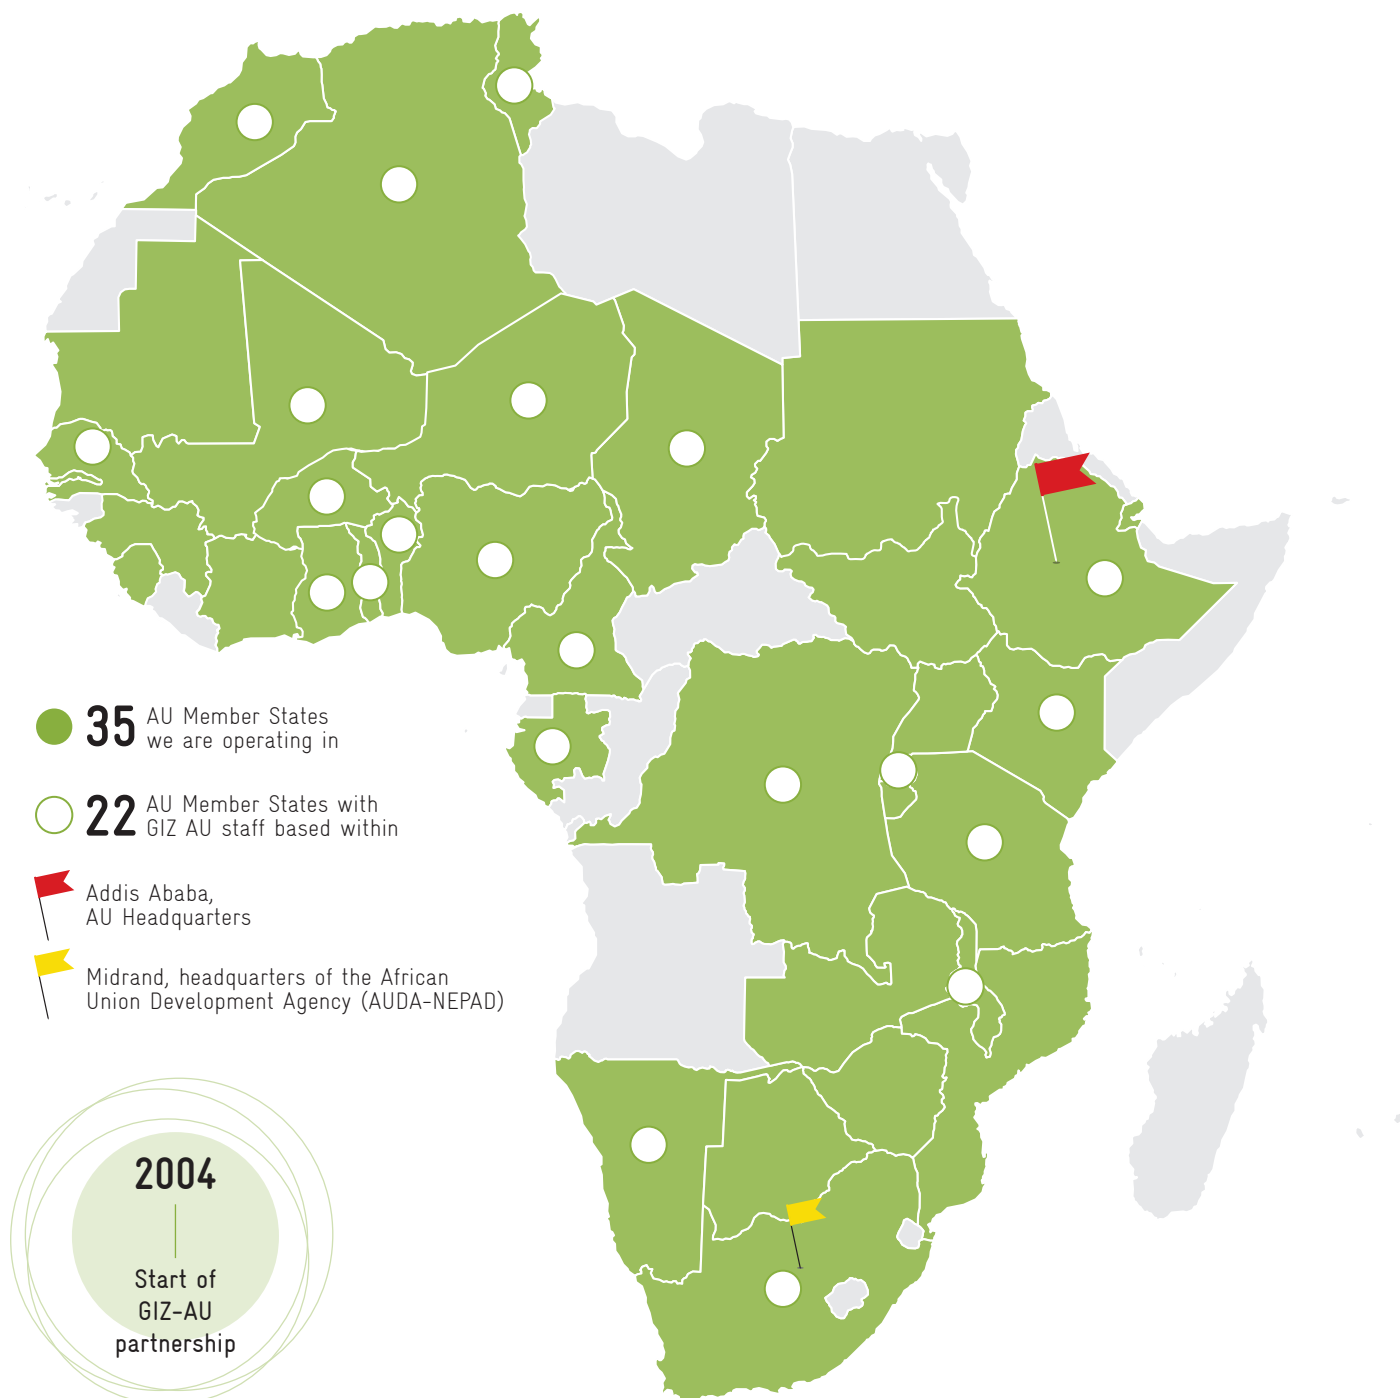 35
AU Member States
we are operating in
22
AU Member States with
GIZ AU staff based within
Addis Ababa,
AU Headquarters
Midrand, headquarters of the African
Union Development Agency (AUDA-NEPAD)
2004
Start of
GIZ-AU
partnership